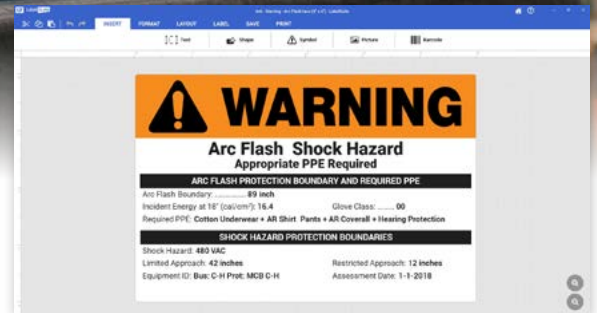 INSERT FORMAT LAYOUT LABEL SAVE PRINT
Text Shape Symbol Picture Barcode
WARNING
Arc Flash Shock Hazard
Appropriate PPE Required
ARC FLASH PROTECTION BOUNDARY AND REQUIRED PPE
Arc Flash Boundary: ............ 89 inch
Incident Energy at 18" (cal/cm²): 16.4 Glove Class: ....... 00
Required PPE: Cotton Underwear + AR Shirt Pants + AR Coverall + Hearing Protection
SHOCK HAZARD PROTECTION BOUNDARIES
Shock Hazard: 480 VAC
Limited Approach: 42 inches Restricted Approach: 12 inches
Equipment ID: Bus: C-H Prot: MCB C-H Assessment Date: 1-1-2018